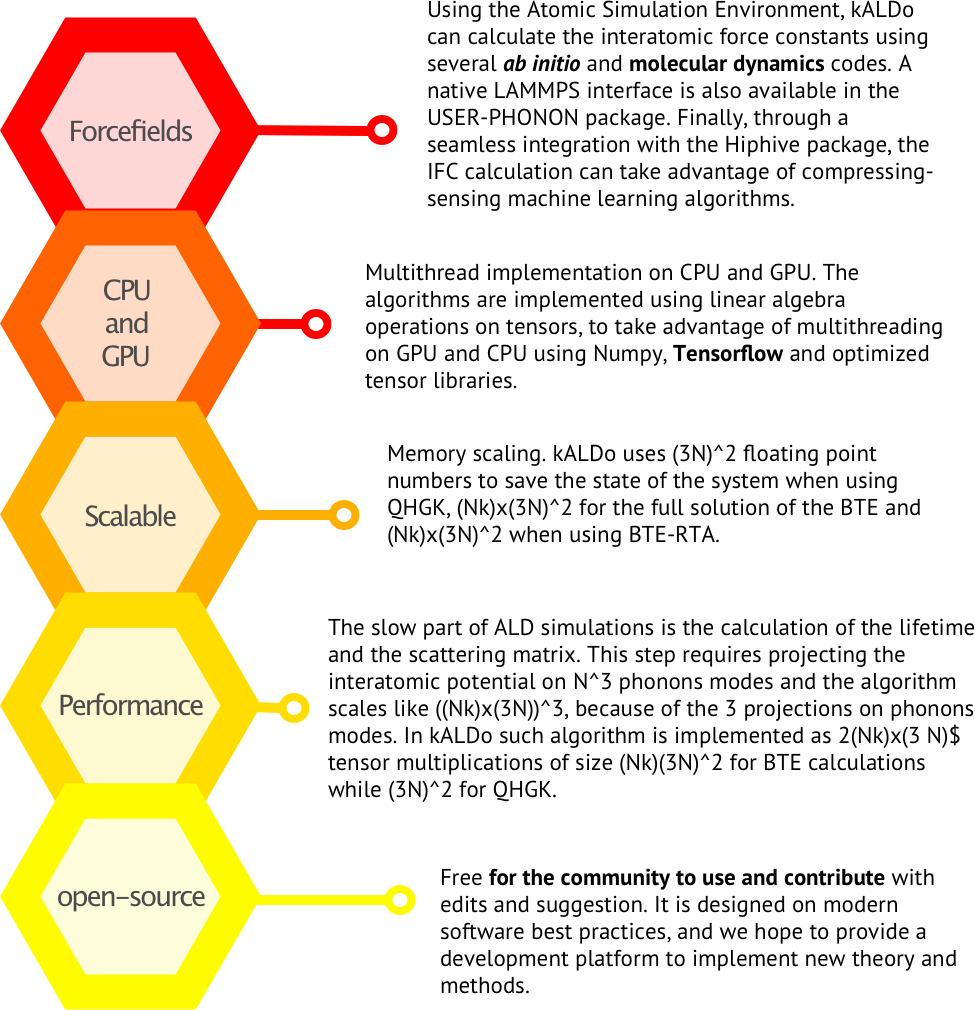 Forcefields
Using the Atomic Simulation Environment, kALDo
can calculate the interatomic force constants using
several ab initio and molecular dynamics codes. A
native LAMMPS interface is also available in the
USER-PHONON package. Finally, through a
seamless integration with the Hiphive package, the
IFC calculation can take advantage of compressing-
sensing machine learning algorithms.
CPU
and
GPU
Multithread implementation on CPU and GPU. The
algorithms are implemented using linear algebra
operations on tensors, to take advantage of multithreading
on GPU and CPU using Numpy, Tensorflow and optimized
tensor libraries.
Scalable
Memory scaling. kALDo uses (3N)^2 floating point
numbers to save the state of the system when using
QHGK, (Nk)x(3N)^2 for the full solution of the BTE and
(Nk)x(3N)^2 when using BTE-RTA.
Performance
The slow part of ALD simulations is the calculation of the lifetime
and the scattering matrix. This step requires projecting the
interatomic potential on N^3 phonons modes and the algorithm
scales like ((Nk)x(3N))^3, because of the 3 projections on phonons
modes. In kALDo such algorithm is implemented as 2(Nk)x(3 N)$
tensor multiplications of size (Nk)(3N)^2 for BTE calculations
while (3N)^2 for QHGK.
open-source
Free for the community to use and contribute with
edits and suggestion. It is designed on modern
software best practices, and we hope to provide a
development platform to implement new theory and
methods.